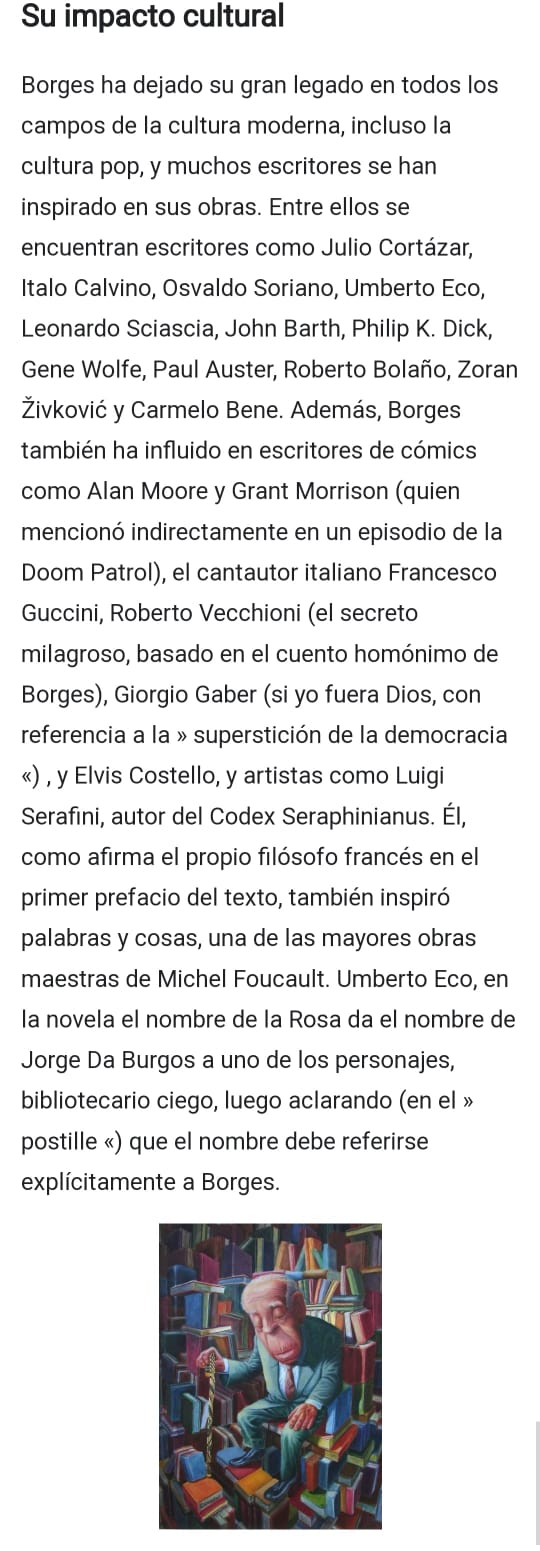 Su impacto cultural
Borges ha dejado su gran legado en todos los
campos de la cultura moderna, incluso la
cultura pop, y muchos escritores se han
inspirado en sus obras. Entre ellos se
encuentran escritores como Julio Cortázar,
Italo Calvino, Osvaldo Soriano, Umberto Eco,
Leonardo Sciascia, John Barth, Philip K. Dick,
Gene Wolfe, Paul Auster, Roberto Bolaño, Zoran
Živković y Carmelo Bene. Además, Borges
también ha influido en escritores de cómics
como Alan Moore y Grant Morrison (quien
mencionó indirectamente en un episodio de la
Doom Patrol), el cantautor italiano Francesco
Guccini, Roberto Vecchioni (el secreto
milagroso, basado en el cuento homónimo de
Borges), Giorgio Gaber (si yo fuera Dios, con
referencia a la » superstición de la democracia
«) , y Elvis Costello, y artistas como Luigi
Serafini, autor del Codex Seraphinianus. Él,
como afirma el propio filósofo francés en el
primer prefacio del texto, también inspiró
palabras y cosas, una de las mayores obras
maestras de Michel Foucault. Umberto Eco, en
la novela el nombre de la Rosa da el nombre de
Jorge Da Burgos a uno de los personajes,
bibliotecario ciego, luego aclarando (en el »
postille «) que el nombre debe referirse
explícitamente a Borges.